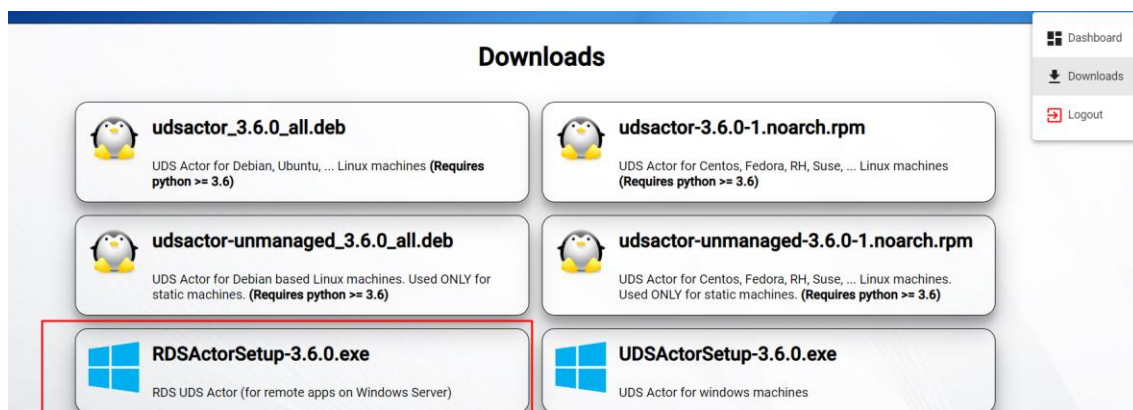 Downloads
Dashboard
Downloads
Logout
udsactor_3.6.0_all.deb
UDS Actor for Debian, Ubuntu, ... Linux machines (Requires
python >= 3.6)
udsactor-3.6.0-1.noarch.rpm
UDS Actor for Centos, Fedora, RH, Suse, ... Linux machines
(Requires python >= 3.6)
udsactor-unmanaged_3.6.0_all.deb
UDS Actor for Debian based Linux machines. Used ONLY for
static machines. (Requires python >= 3.6)
udsactor-unmanaged-3.6.0-1.noarch.rpm
UDS Actor for Centos, Fedora, RH, Suse, ... Linux machines.
Used ONLY for static machines. (Requires python >= 3.6)
RDSActorSetup-3.6.0.exe
RDS UDS Actor (for remote apps on Windows Server)
UDSActorSetup-3.6.0.exe
UDS Actor for windows machines